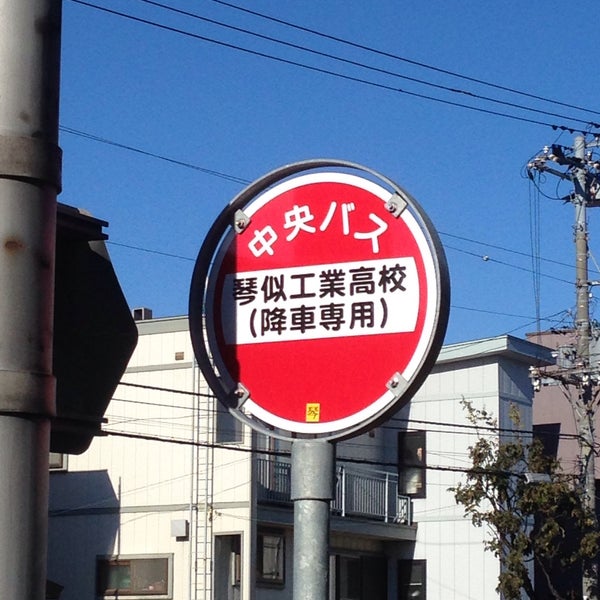 中央バス
琴似工業高校
(降車専用)
琴